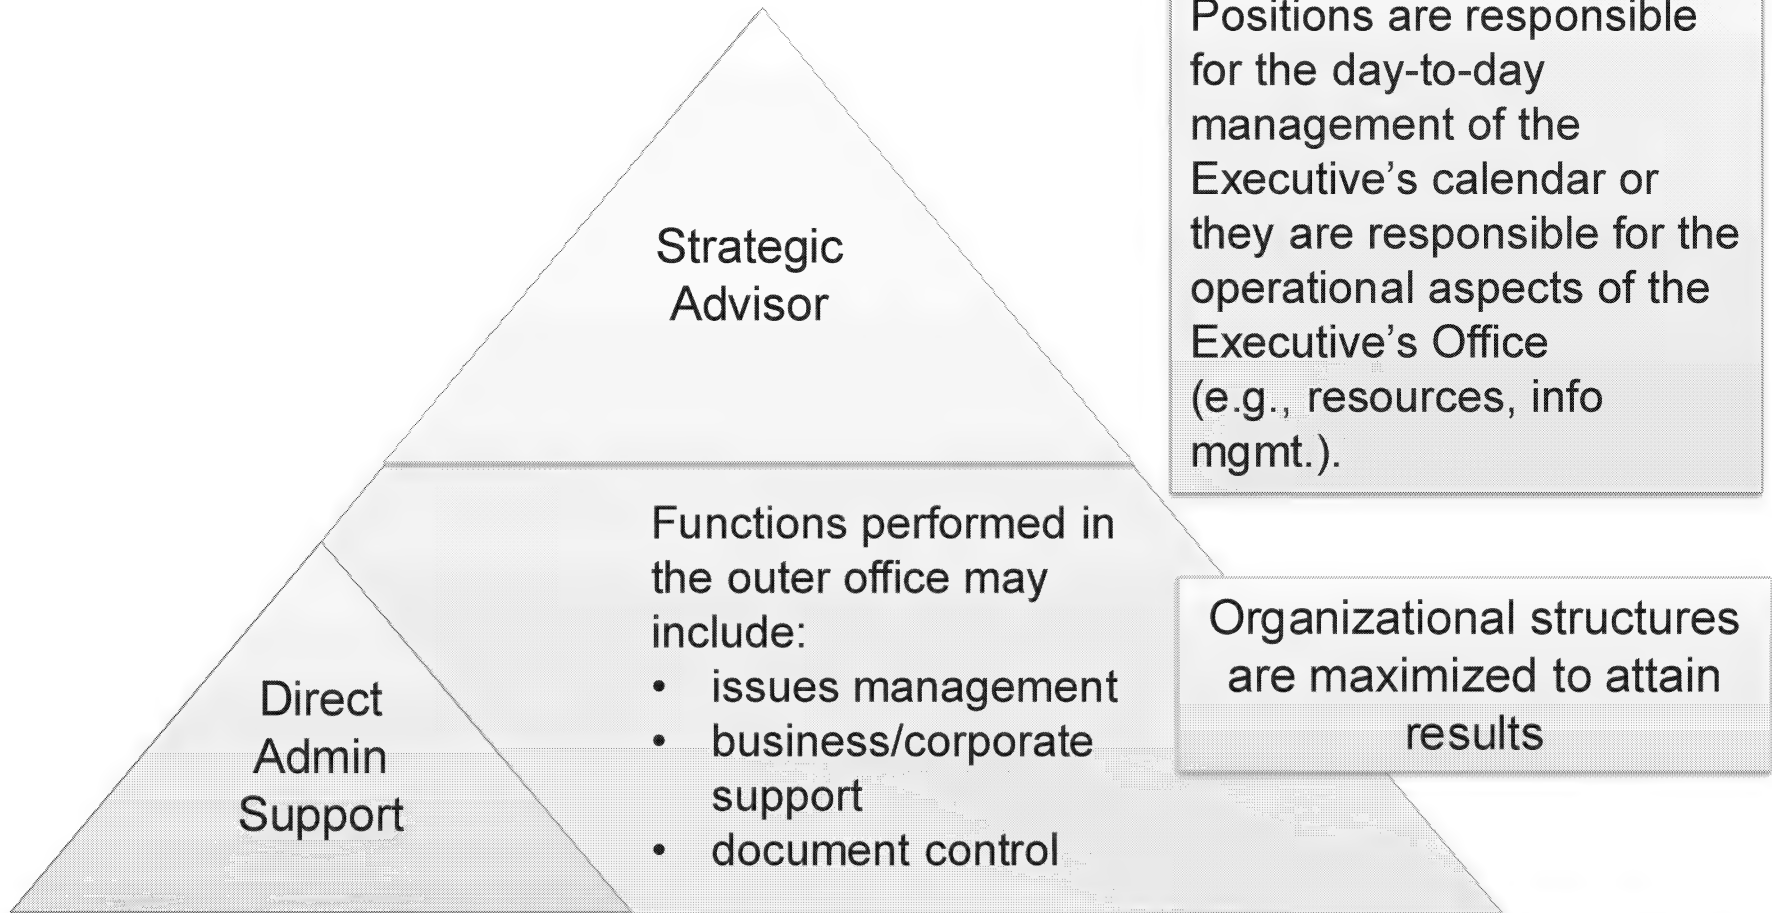 Strategic
Advisor
Positions are responsible
for the day-to-day
management of the
Executive’s calendar or
they are responsible for the
operational aspects of the
Executive’s Office
(e.g., resources, info
mgmt.).
Direct
Admin
Support
Functions performed in
the outer office may
include:
• issues management
• business/corporate
support
• document control
Organizational structures
are maximized to attain
results